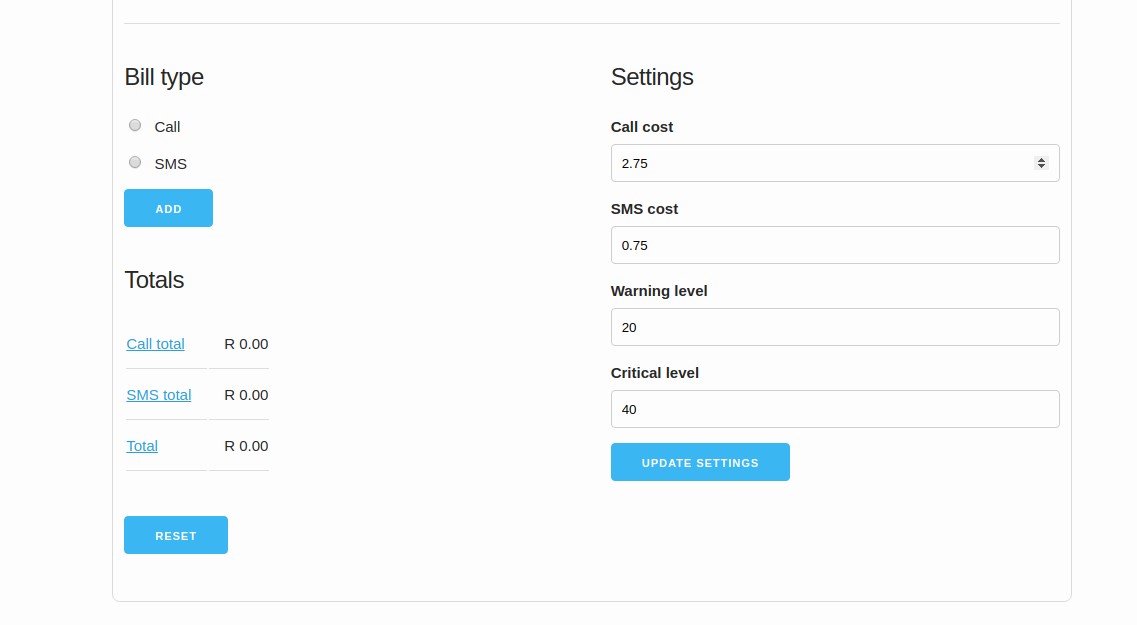 Bill type
Call
SMS
ADD
Totals
Call total R 0.00
SMS total R 0.00
Total R 0.00
RESET
Settings
Call cost
2.75
SMS cost
0.75
Warning level
20
Critical level
40
UPDATE SETTINGS